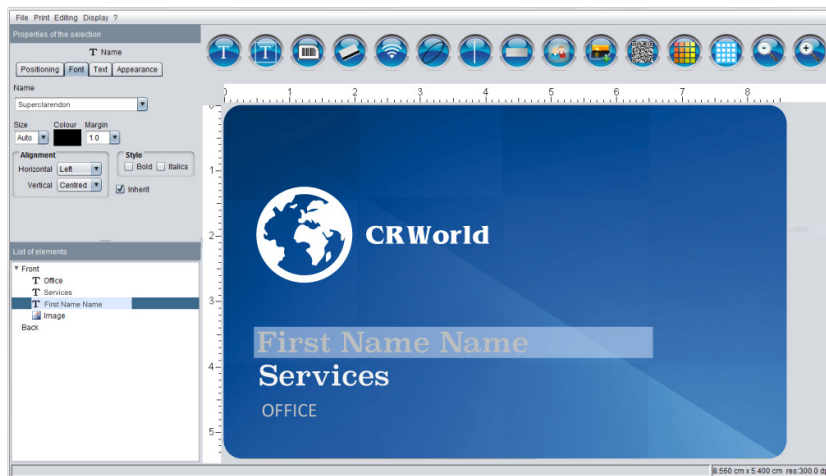 File Print Editing Display ?
Properties of the selection
T Name
Positioning Font Text Appearance
Name
Superclarendon
Size Colour Margin
Auto 1.0
Alignment
Horizontal Left
Vertical Centred
Style
Bold Italics
Inherit
List of elements
Front
T Office
T Services
T First Name Name
Image
Back
T T
0 1 2 3 4 5 6 7 8
0
1
2
3
4
5
CRWorld
First Name Name
Services
OFFICE
8.560 cm x 5.400 cm res:300.0